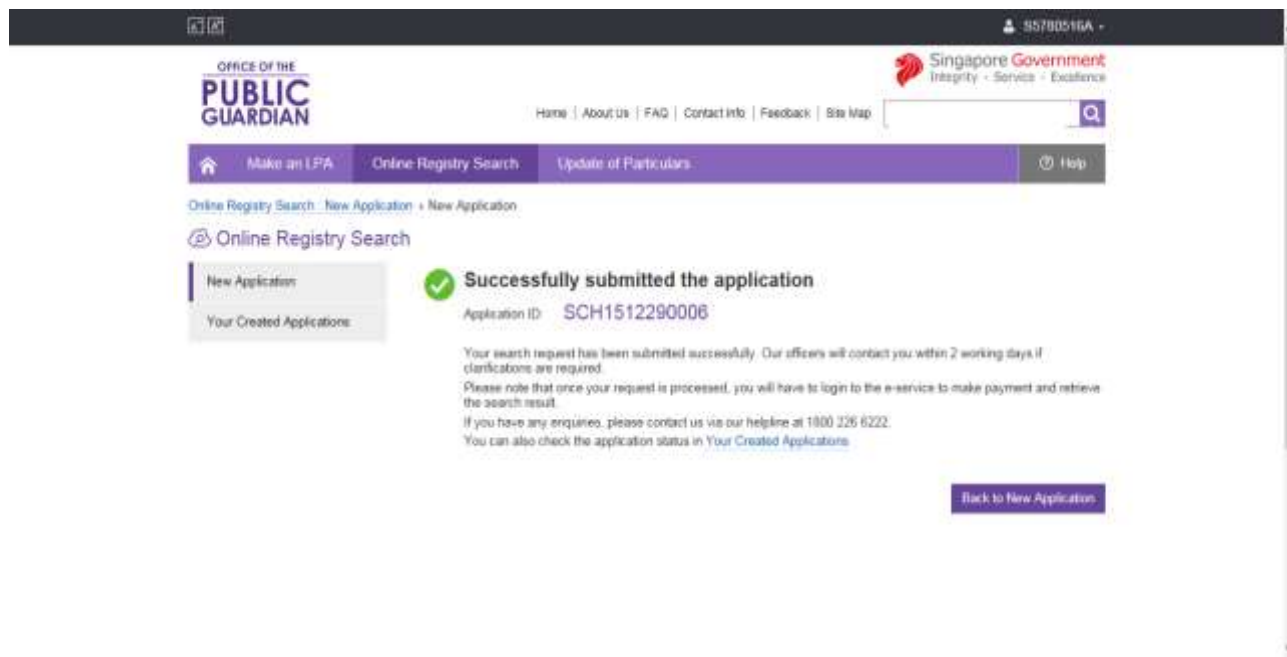 S5780516A
OFFICE OF THE
PUBLIC
GUARDIAN
Singapore Government
Integrity · Service · Excellence
Home | About Us | FAQ | Contact Info | Feedback | Site Map
Make an LPA Online Registry Search Update of Particulars Help
Online Registry Search : New Application » New Application
Online Registry Search
New Application
Your Created Applications
Successfully submitted the application
Application ID: SCH1512290006
Your search request has been submitted successfully. Our officers will contact you within 2 working days if
clarifications are required.
Please note that once your request is processed, you will have to login to the e-service to make payment and retrieve
the search result.
If you have any enquiries, please contact us via our helpline at 1800 226 6222.
You can also check the application status in Your Created Applications
Back to New Application